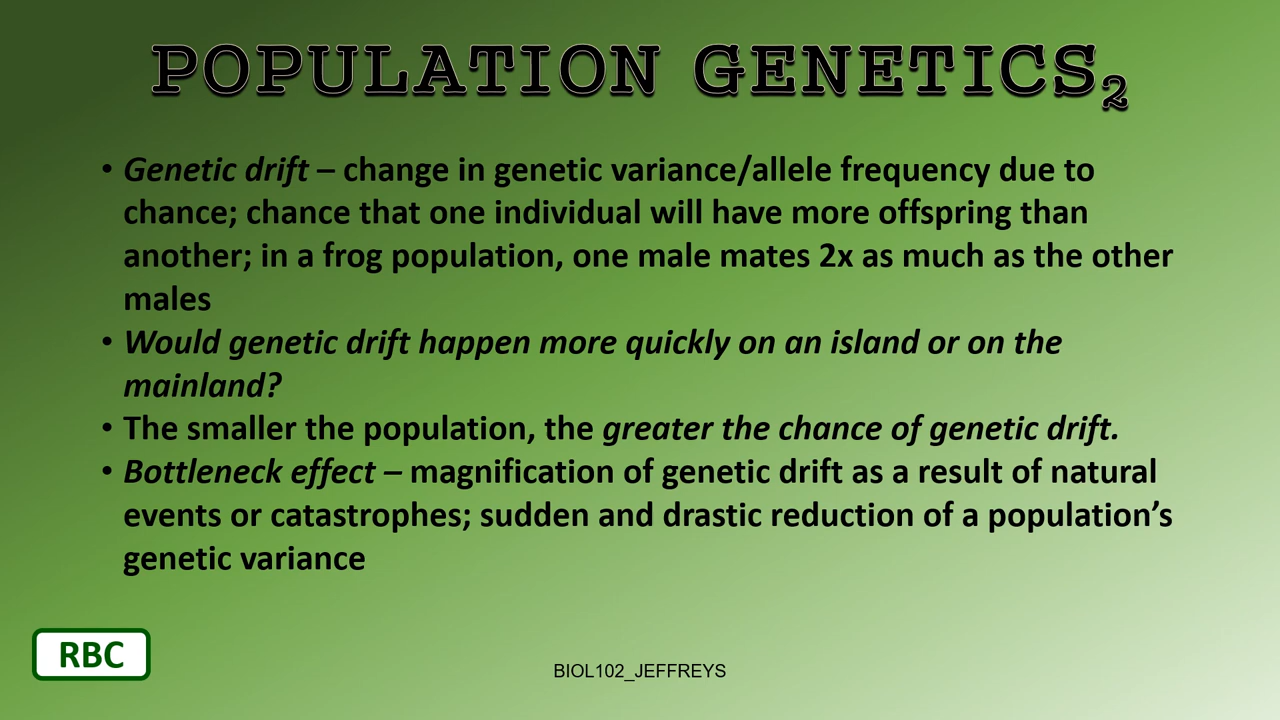 POPULATION GENETICS₂
• Genetic drift – change in genetic variance/allele frequency due to
chance; chance that one individual will have more offspring than
another; in a frog population, one male mates 2x as much as the other
males
• Would genetic drift happen more quickly on an island or on the
mainland?
• The smaller the population, the greater the chance of genetic drift.
• Bottleneck effect – magnification of genetic drift as a result of natural
events or catastrophes; sudden and drastic reduction of a population’s
genetic variance
RBC
BIOL102_JEFFREYS